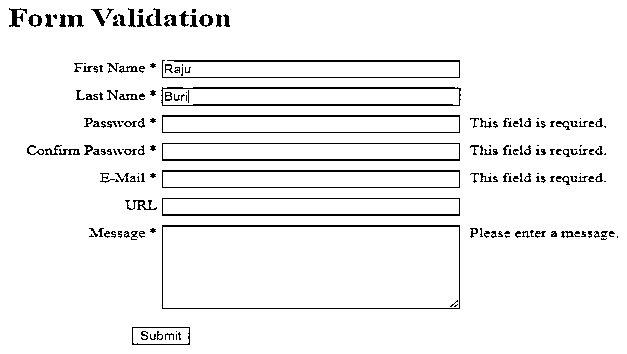 Form Validation
First Name * Raju
Last Name * Buri
Password * This field is required.
Confirm Password * This field is required.
E-Mail * This field is required.
URL
Message * Please enter a message.
Submit